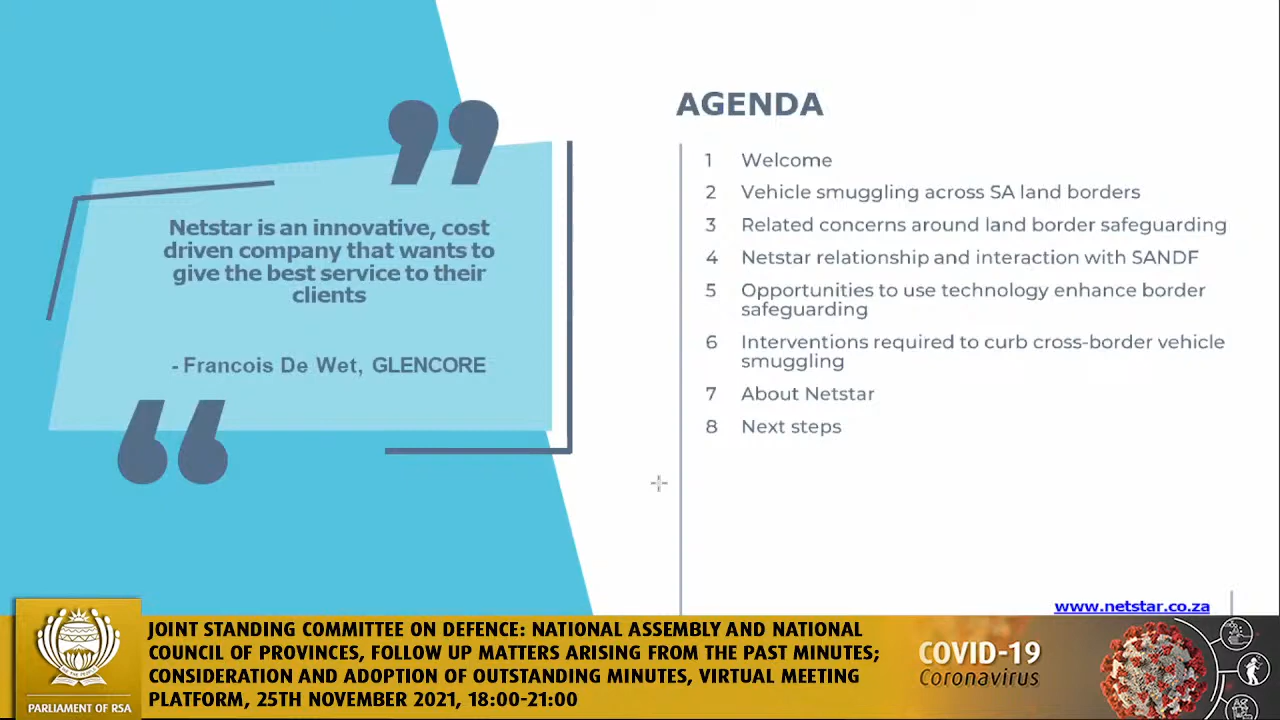 Netstar is an innovative, cost
driven company that wants to
give the best service to their
clients
- Francois De Wet, GLENCORE
AGENDA
1 Welcome
2 Vehicle smuggling across SA land borders
3 Related concerns around land border safeguarding
4 Netstar relationship and interaction with SANDF
5 Opportunities to use technology enhance border
safeguarding
6 Interventions required to curb cross-border vehicle
smuggling
7 About Netstar
8 Next steps
www.netstar.co.za
PARLIAMENT OF RSA
JOINT STANDING COMMITTEE ON DEFENCE: NATIONAL ASSEMBLY AND NATIONAL
COUNCIL OF PROVINCES, FOLLOW UP MATTERS ARISING FROM THE PAST MINUTES;
CONSIDERATION AND ADOPTION OF OUTSTANDING MINUTES, VIRTUAL MEETING
PLATFORM, 25TH NOVEMBER 2021, 18:00-21:00
COVID-19
Coronavirus